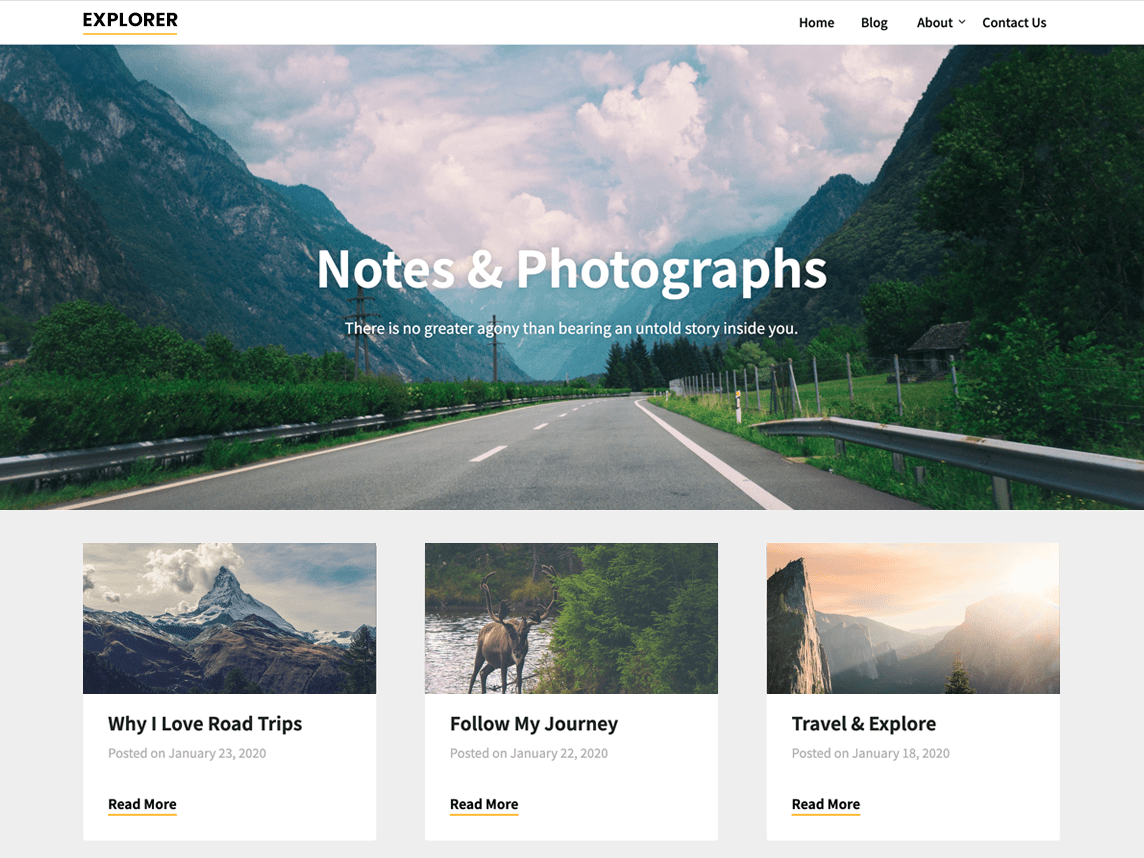 EXPLORER
Home Blog About Contact Us
Notes & Photographs
There is no greater agony than bearing an untold story inside you.
Why I Love Road Trips
Posted on January 23, 2020
Read More
Follow My Journey
Posted on January 22, 2020
Read More
Travel & Explore
Posted on January 18, 2020
Read More